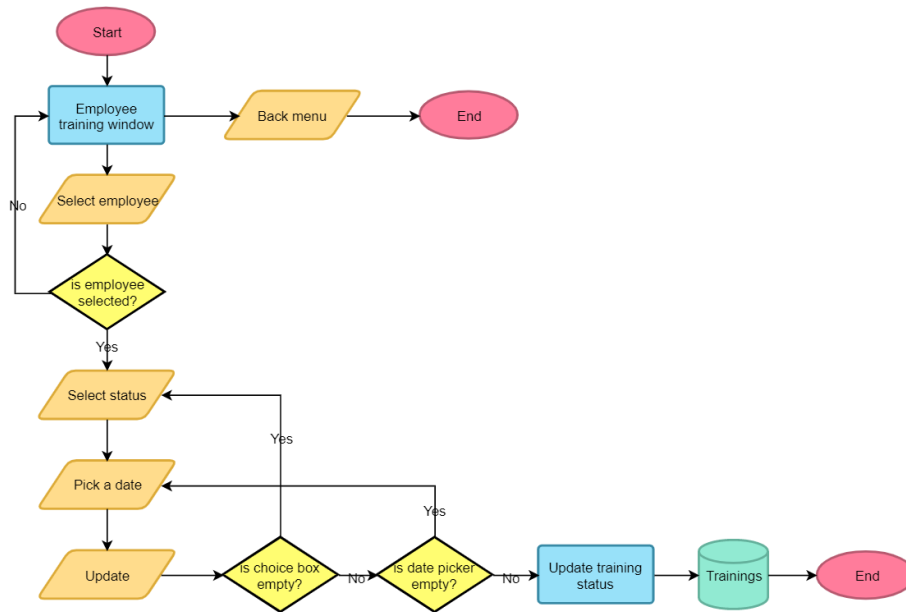 Start
Employee
training window
Back menu
End
Select employee
No
is employee
selected?
Yes
Select status
Yes
Pick a date
Yes
Update
is choice box
empty?
No
is date picker
empty?
No
Update training
status
Trainings
End